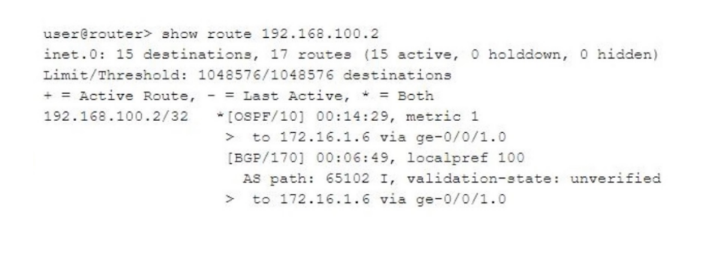 user@router> show route 192.168.100.2
inet.0: 15 destinations, 17 routes (15 active, 0 holddown, 0 hidden)
Limit/Threshold: 1048576/1048576 destinations
+ = Active Route, - = Last Active, * = Both
192.168.100.2/32 *[OSPF/10] 00:14:29, metric 1
> to 172.16.1.6 via ge-0/0/1.0
[BGP/170] 00:06:49, localpref 100
AS path: 65102 I, validation-state: unverified
> to 172.16.1.6 via ge-0/0/1.0